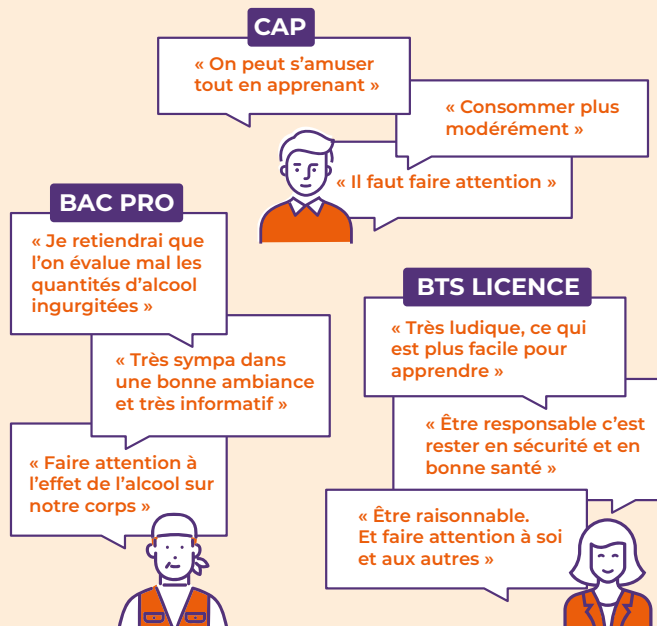 CAP
« On peut s’amuser
tout en apprenant »
« Consommer plus
modérément »
« Il faut faire attention »
BAC PRO
« Je retiendrai que
l’on évalue mal les
quantités d’alcool
ingurgitées »
« Très sympa dans
une bonne ambiance
et très informatif »
« Faire attention à
l’effet de l’alcool sur
notre corps »
BTS LICENCE
« Très ludique, ce qui
est plus facile pour
apprendre »
« Être responsable c’est
rester en sécurité et en
bonne santé »
« Être raisonnable.
Et faire attention à soi
et aux autres »